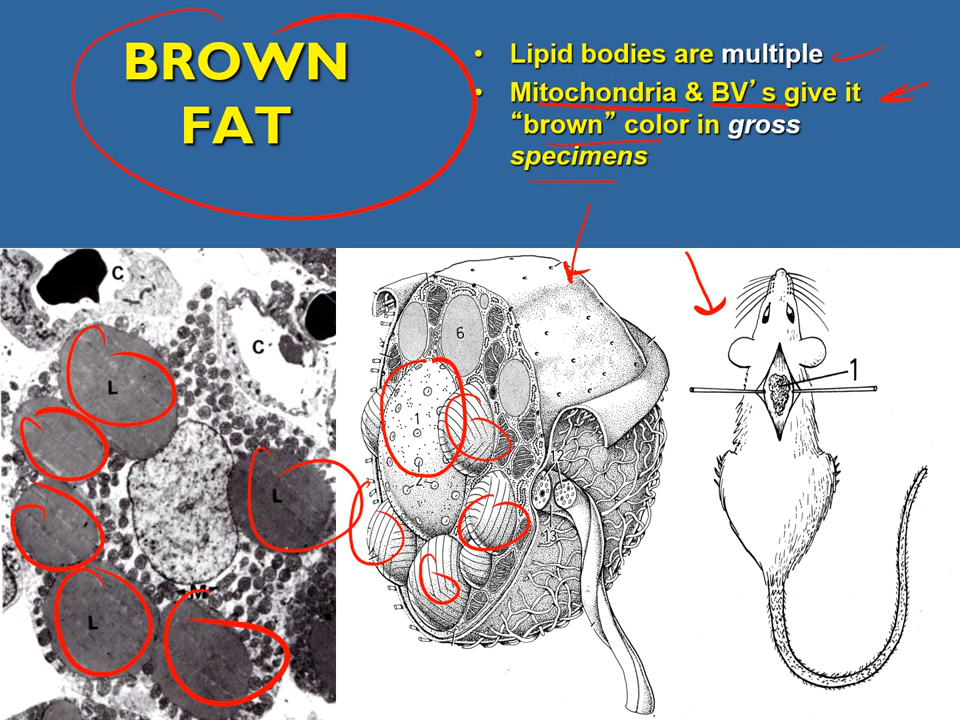 BROWN
FAT
• Lipid bodies are multiple
• Mitochondria & BV’s give it
“brown” color in gross
specimens
C
C
L
L
L
6
1
2
12
13
1